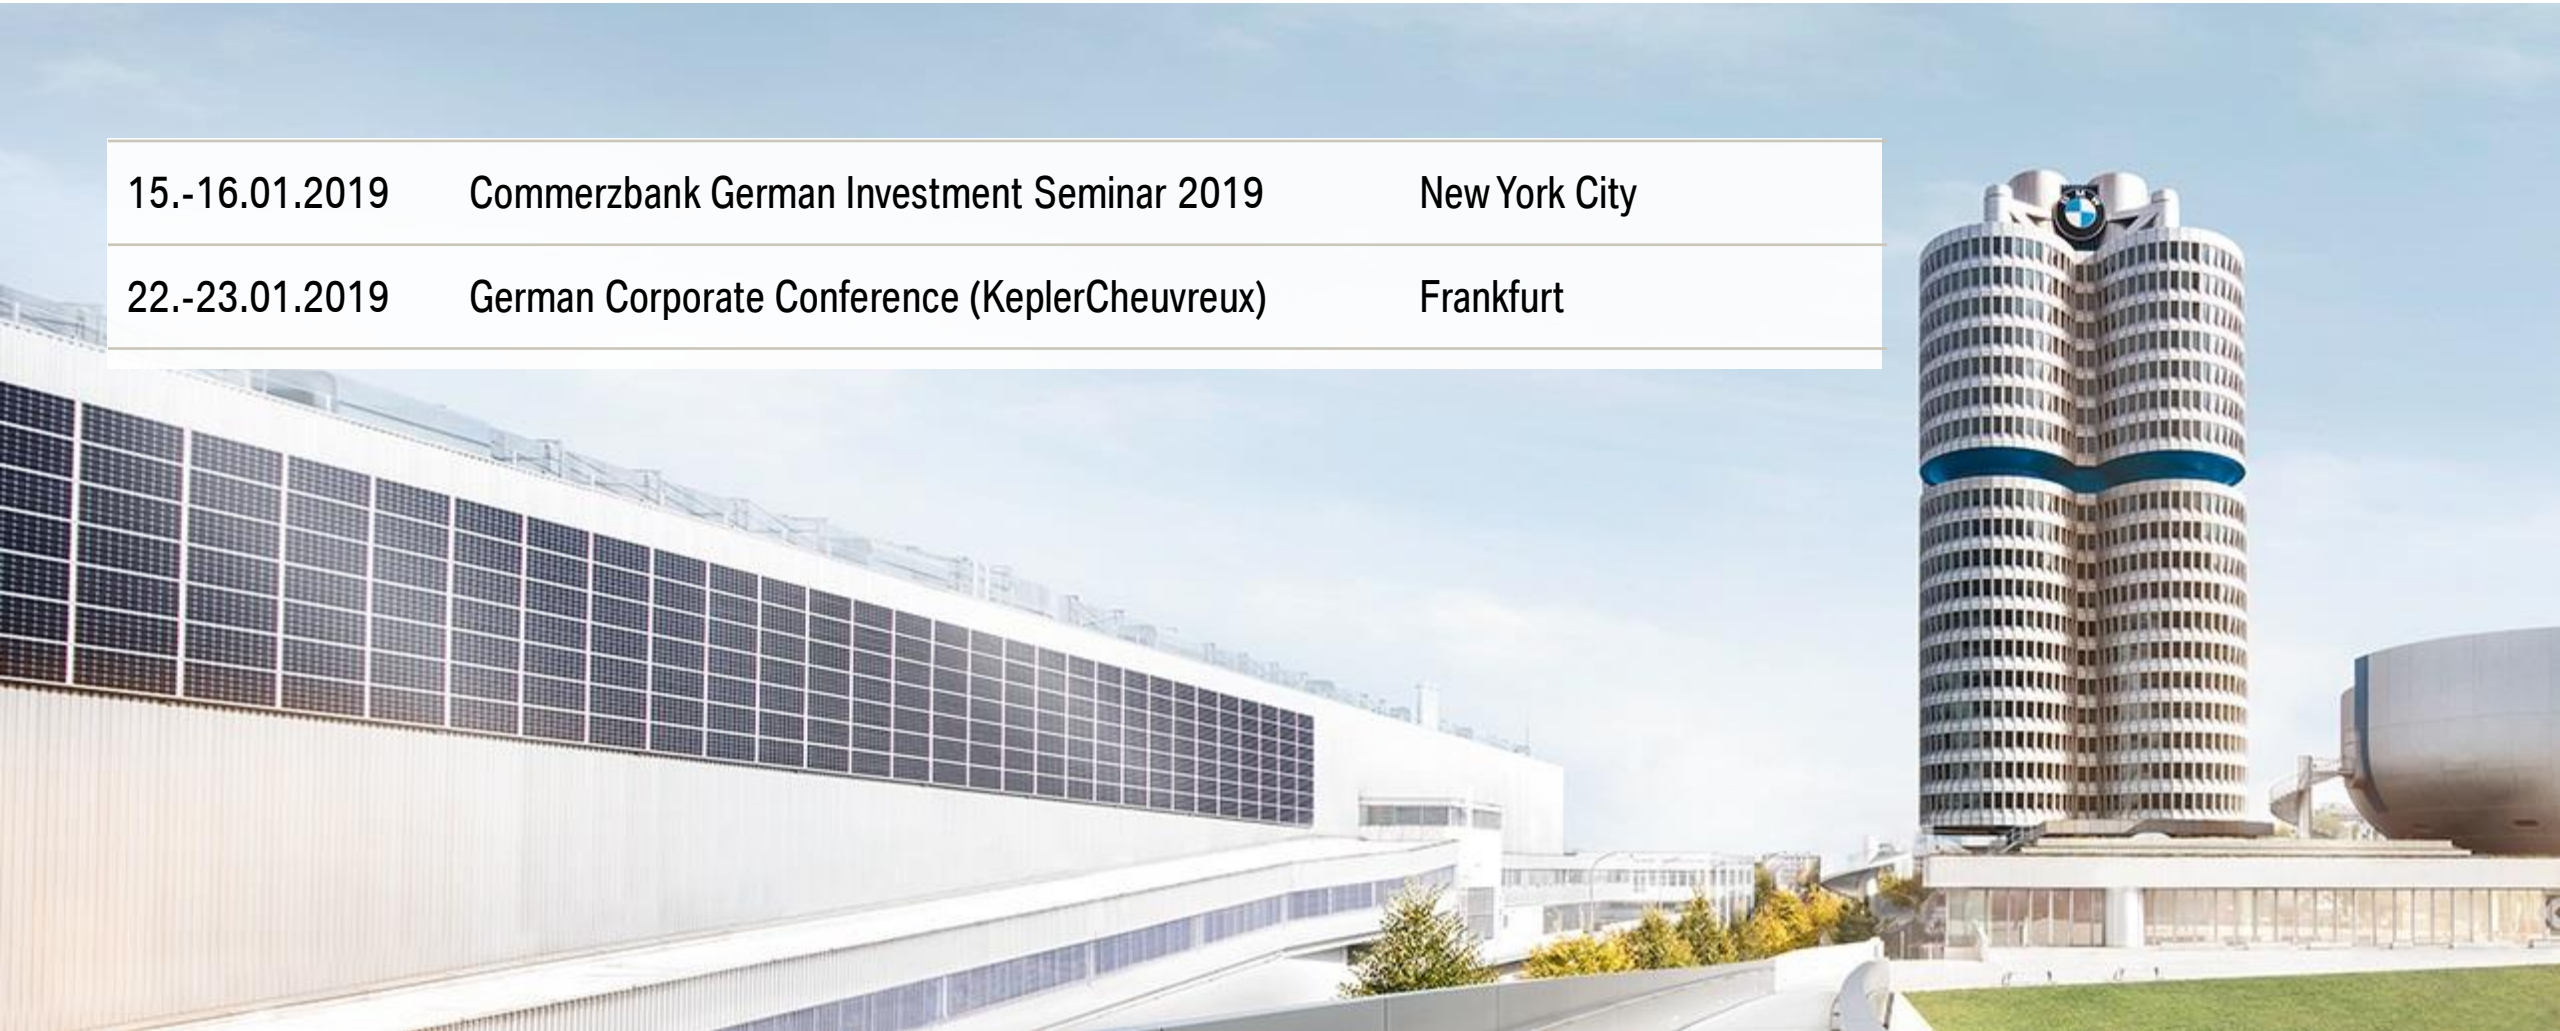 15.-16.01.2019 Commerzbank German Investment Seminar 2019 New York City
22.-23.01.2019 German Corporate Conference (KeplerCheuvreux) Frankfurt